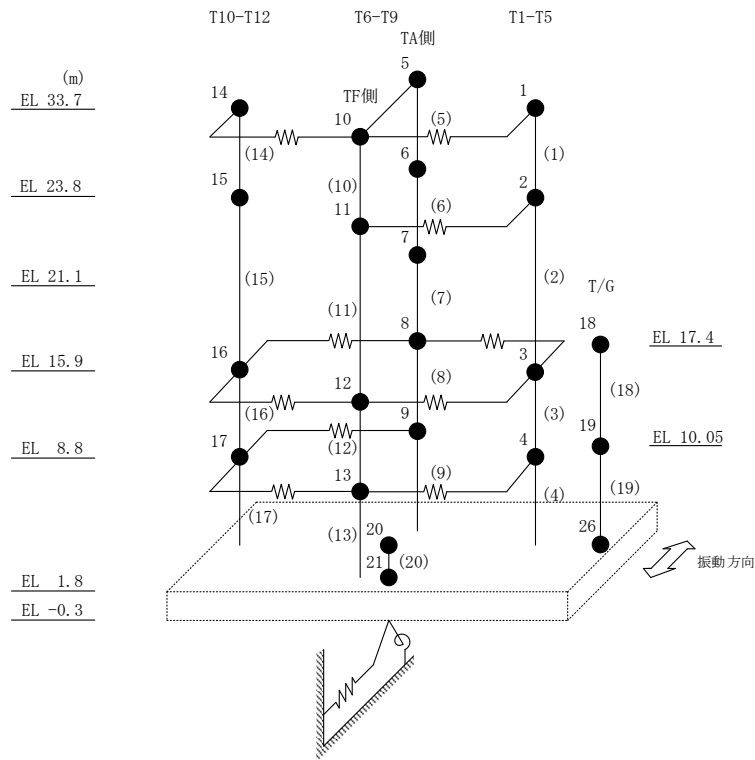 T10-T12
T6-T9
T1-T5
TA側
(m)
5
EL 33.7
14
TF側
10
(5)
1
(14)
(1)
6
EL 23.8
15
(10)
2
11
(6)
7
EL 21.1
(15)
(7)
(2)
T/G
(11)
8
18
EL 17.4
EL 15.9
16
12
(8)
3
(18)
(16)
9
(3)
19
EL 10.05
EL 8.8
17
(12)
4
13
(9)
(4)
(19)
(17)
(13)
20
26
21
(20)
振動方向
EL 1.8
EL -0.3